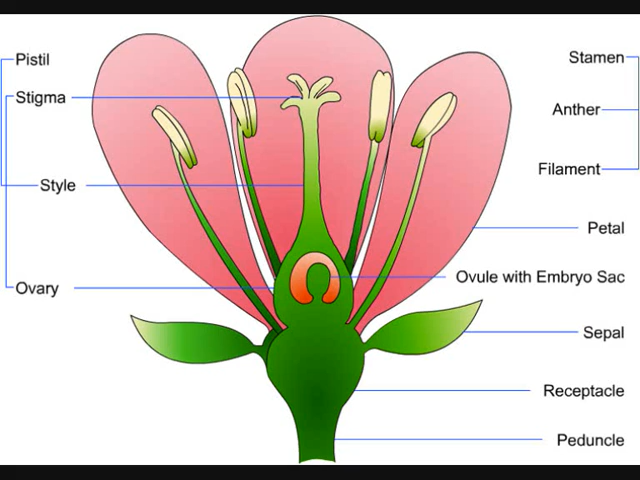 Pistil
Stigma
Style
Ovary
Stamen
Anther
Filament
Petal
Ovule with Embryo Sac
Sepal
Receptacle
Peduncle